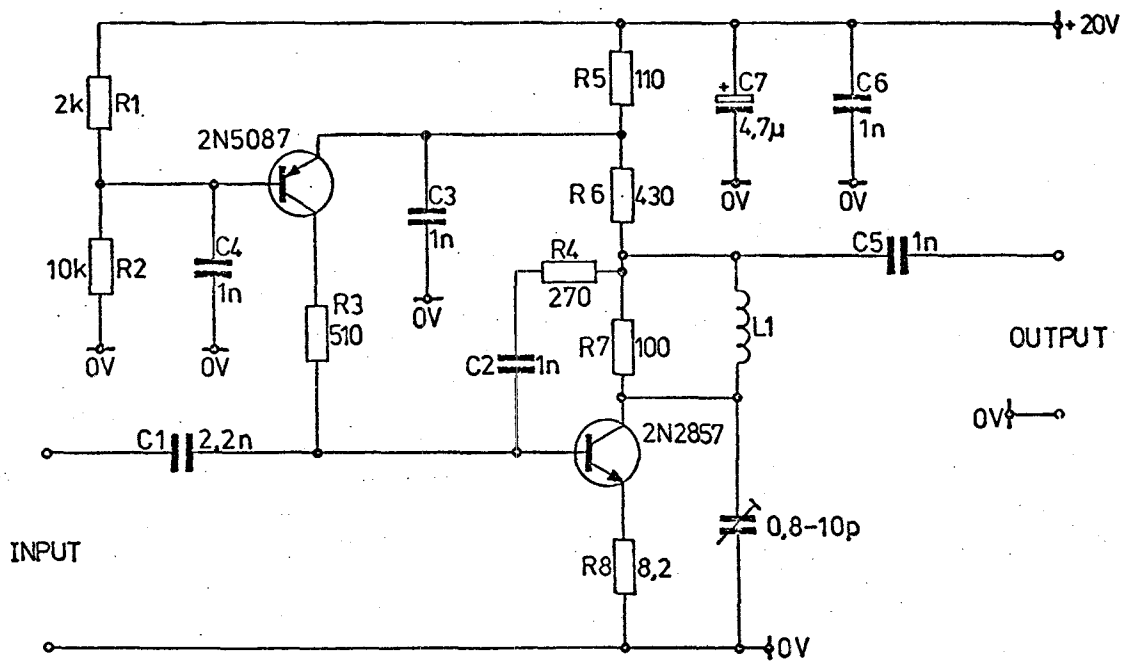 +20V
R5 110
C7
4,7µ
0V
C6
1n
0V
2k R1
2N5087
C3
1n
0V
R6 430
C5 1n
10k R2
0V
C4
1n
0V
R4
270
R3
510
C2 1n
R7 100
L1
OUTPUT
0V
C1 2,2n
2N2857
0,8-10p
INPUT
R8 8,2
0V